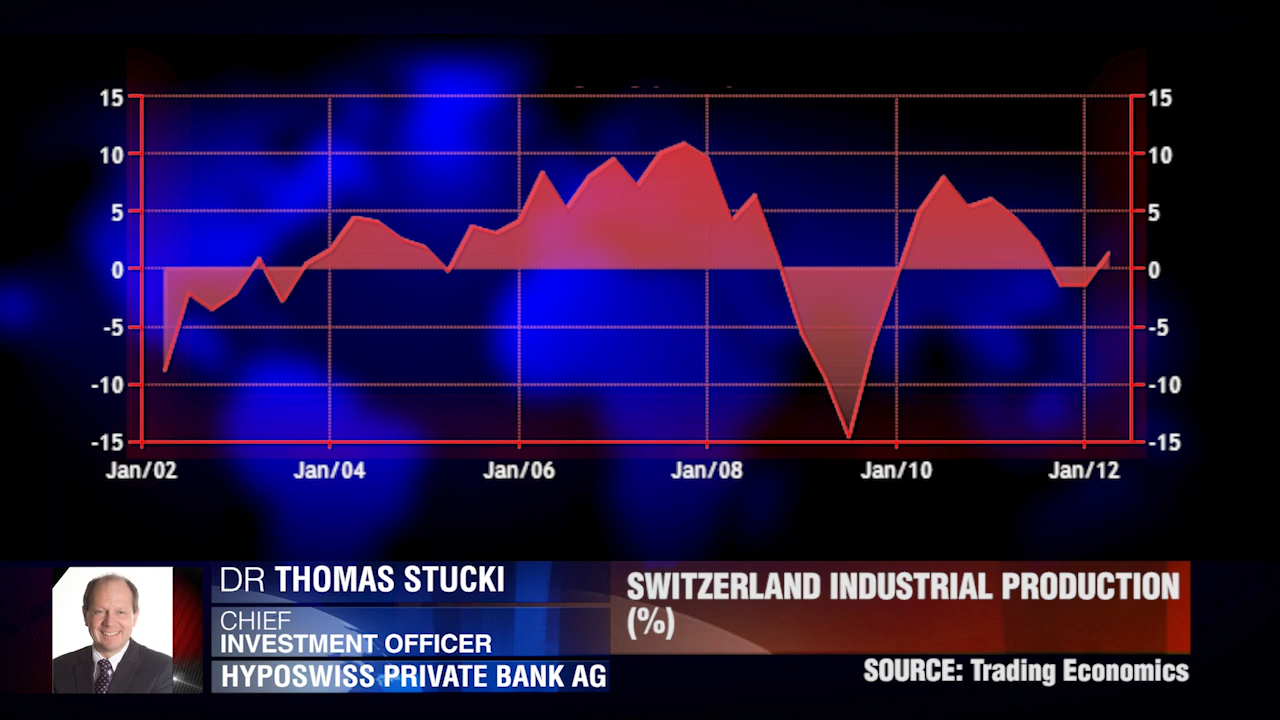 15 15
10 10
5 5
0 0
-5 -5
-10 -10
-15 -15
Jan/02 Jan/04 Jan/06 Jan/08 Jan/10 Jan/12
DR THOMAS STUCKI
CHIEF
INVESTMENT OFFICER
HYPOSWISS PRIVATE BANK AG
SWITZERLAND INDUSTRIAL PRODUCTION
(%)
SOURCE: Trading Economics